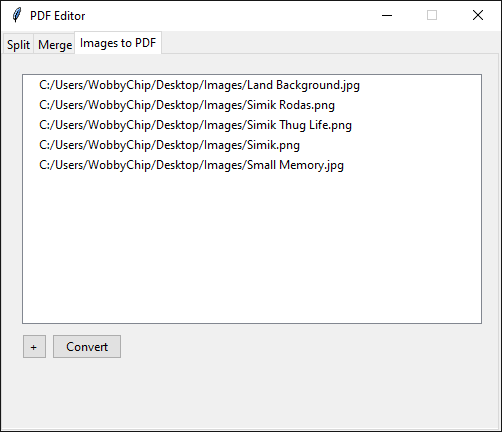 PDF Editor
Split Merge Images to PDF
C:/Users/WobbyChip/Desktop/Images/Land Background.jpg
C:/Users/WobbyChip/Desktop/Images/Simik Rodas.png
C:/Users/WobbyChip/Desktop/Images/Simik Thug Life.png
C:/Users/WobbyChip/Desktop/Images/Simik.png
C:/Users/WobbyChip/Desktop/Images/Small Memory.jpg
+ Convert